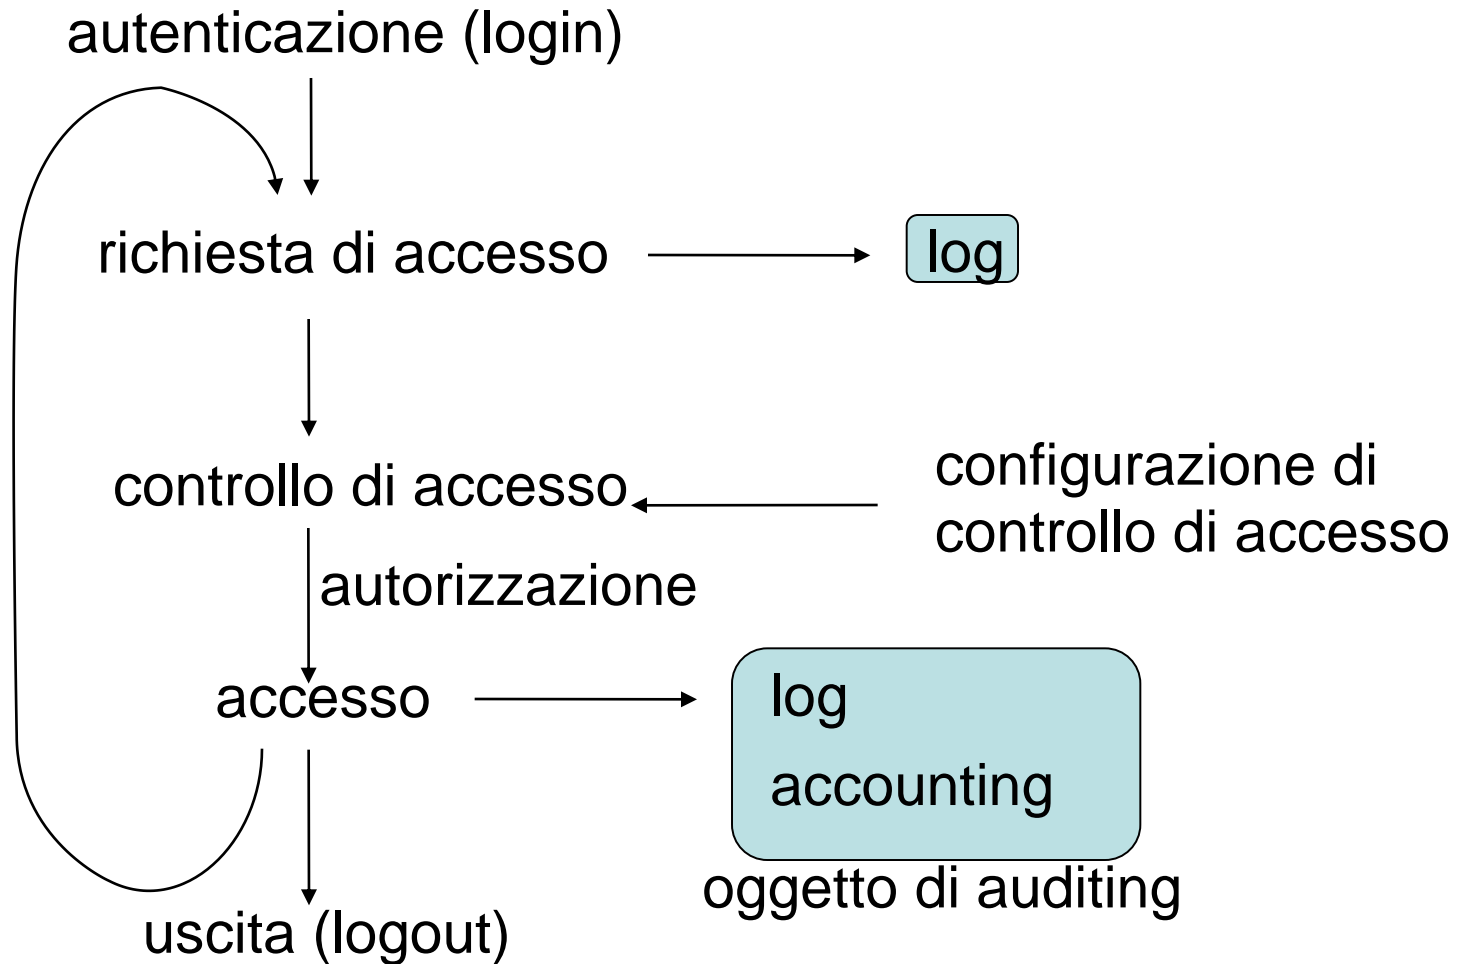 autenticazione (login)
richiesta di accesso
log
controllo di accesso
configurazione di
controllo di accesso
autorizzazione
accesso
log
accounting
oggetto di auditing
uscita (logout)